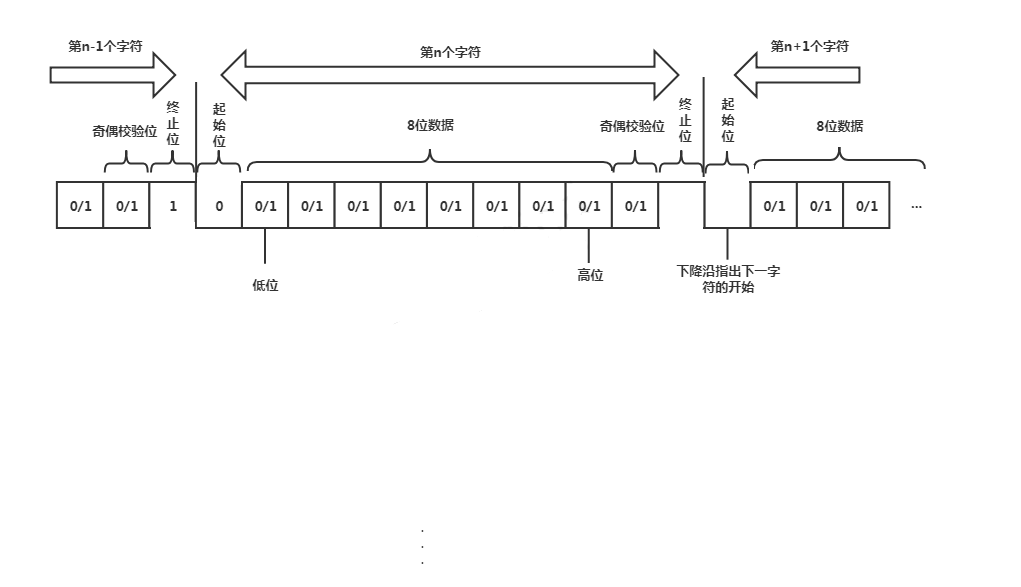 第n-1个字符
第n个字符
第n+1个字符
奇偶校验位
终止位
起始位
8位数据
奇偶校验位
终止位
起始位
8位数据
0/1 0/1 1 0 0/1 0/1 0/1 0/1 0/1 0/1 0/1 0/1 0/1 0/1 0/1 0/1 ...
低位
高位
下降沿指出下一字
符的开始
.
.
.